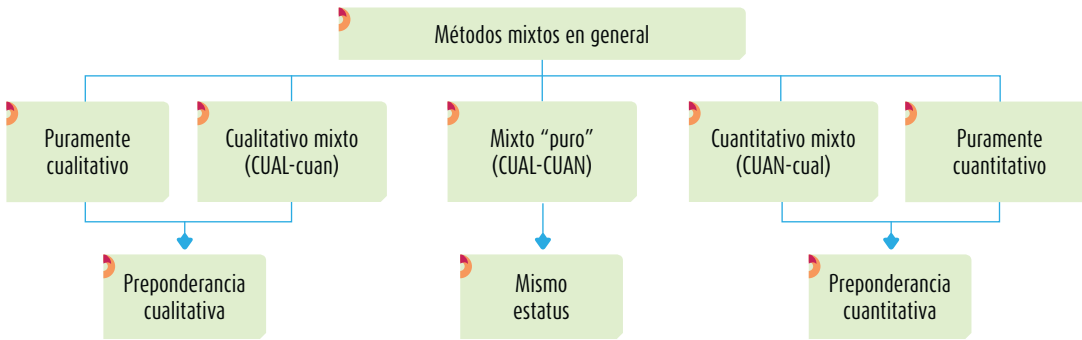 Métodos mixtos en general
Puramente
cualitativo
Cualitativo mixto
(CUAL-cuan)
Mixto “puro”
(CUAL-CUAN)
Cuantitativo mixto
(CUAN-cual)
Puramente
cuantitativo
Preponderancia
cualitativa
Mismo
estatus
Preponderancia
cuantitativa